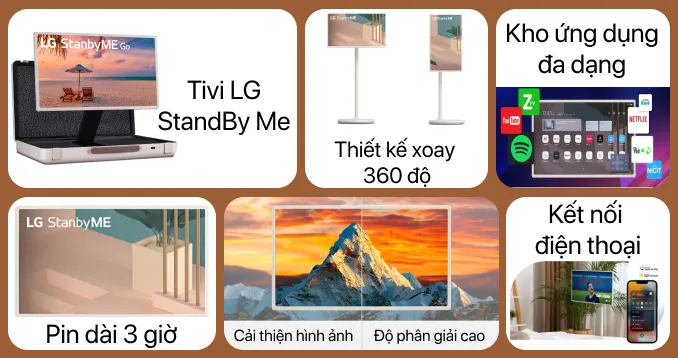 LG StanbyME Go
Tivi LG
StandBy Me
Thiết kế xoay
360 độ
Kho ứng dụng
đa dạng
YouTube
NETFLIX
LG StanbyME
Pin dài 3 giờ
Cải thiện hình ảnh
Độ phân giải cao
Kết nối
điện thoại